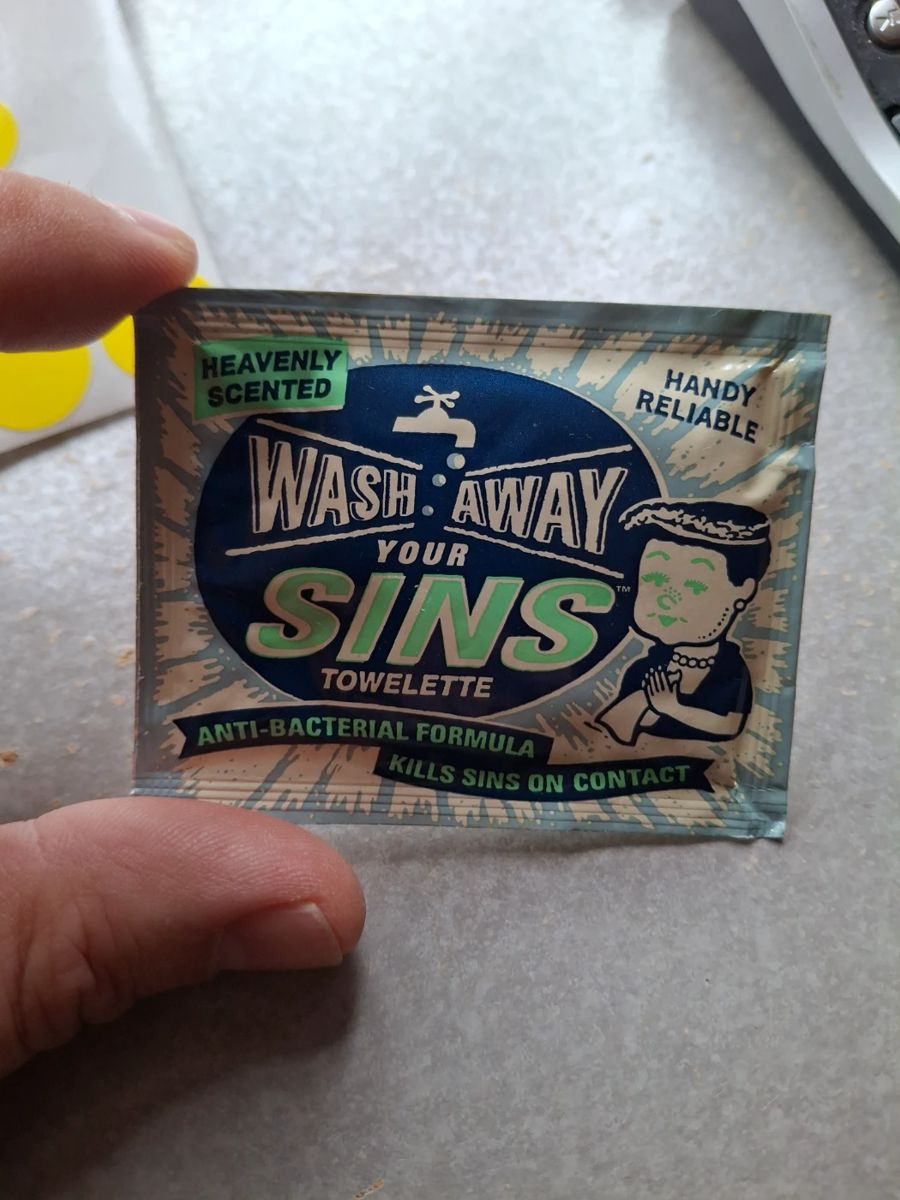 HEAVENLY
SCENTED
HANDY
RELIABLE
WASH AWAY
YOUR
SINS™
TOWELETTE
ANTI-BACTERIAL FORMULA
KILLS SINS ON CONTACT